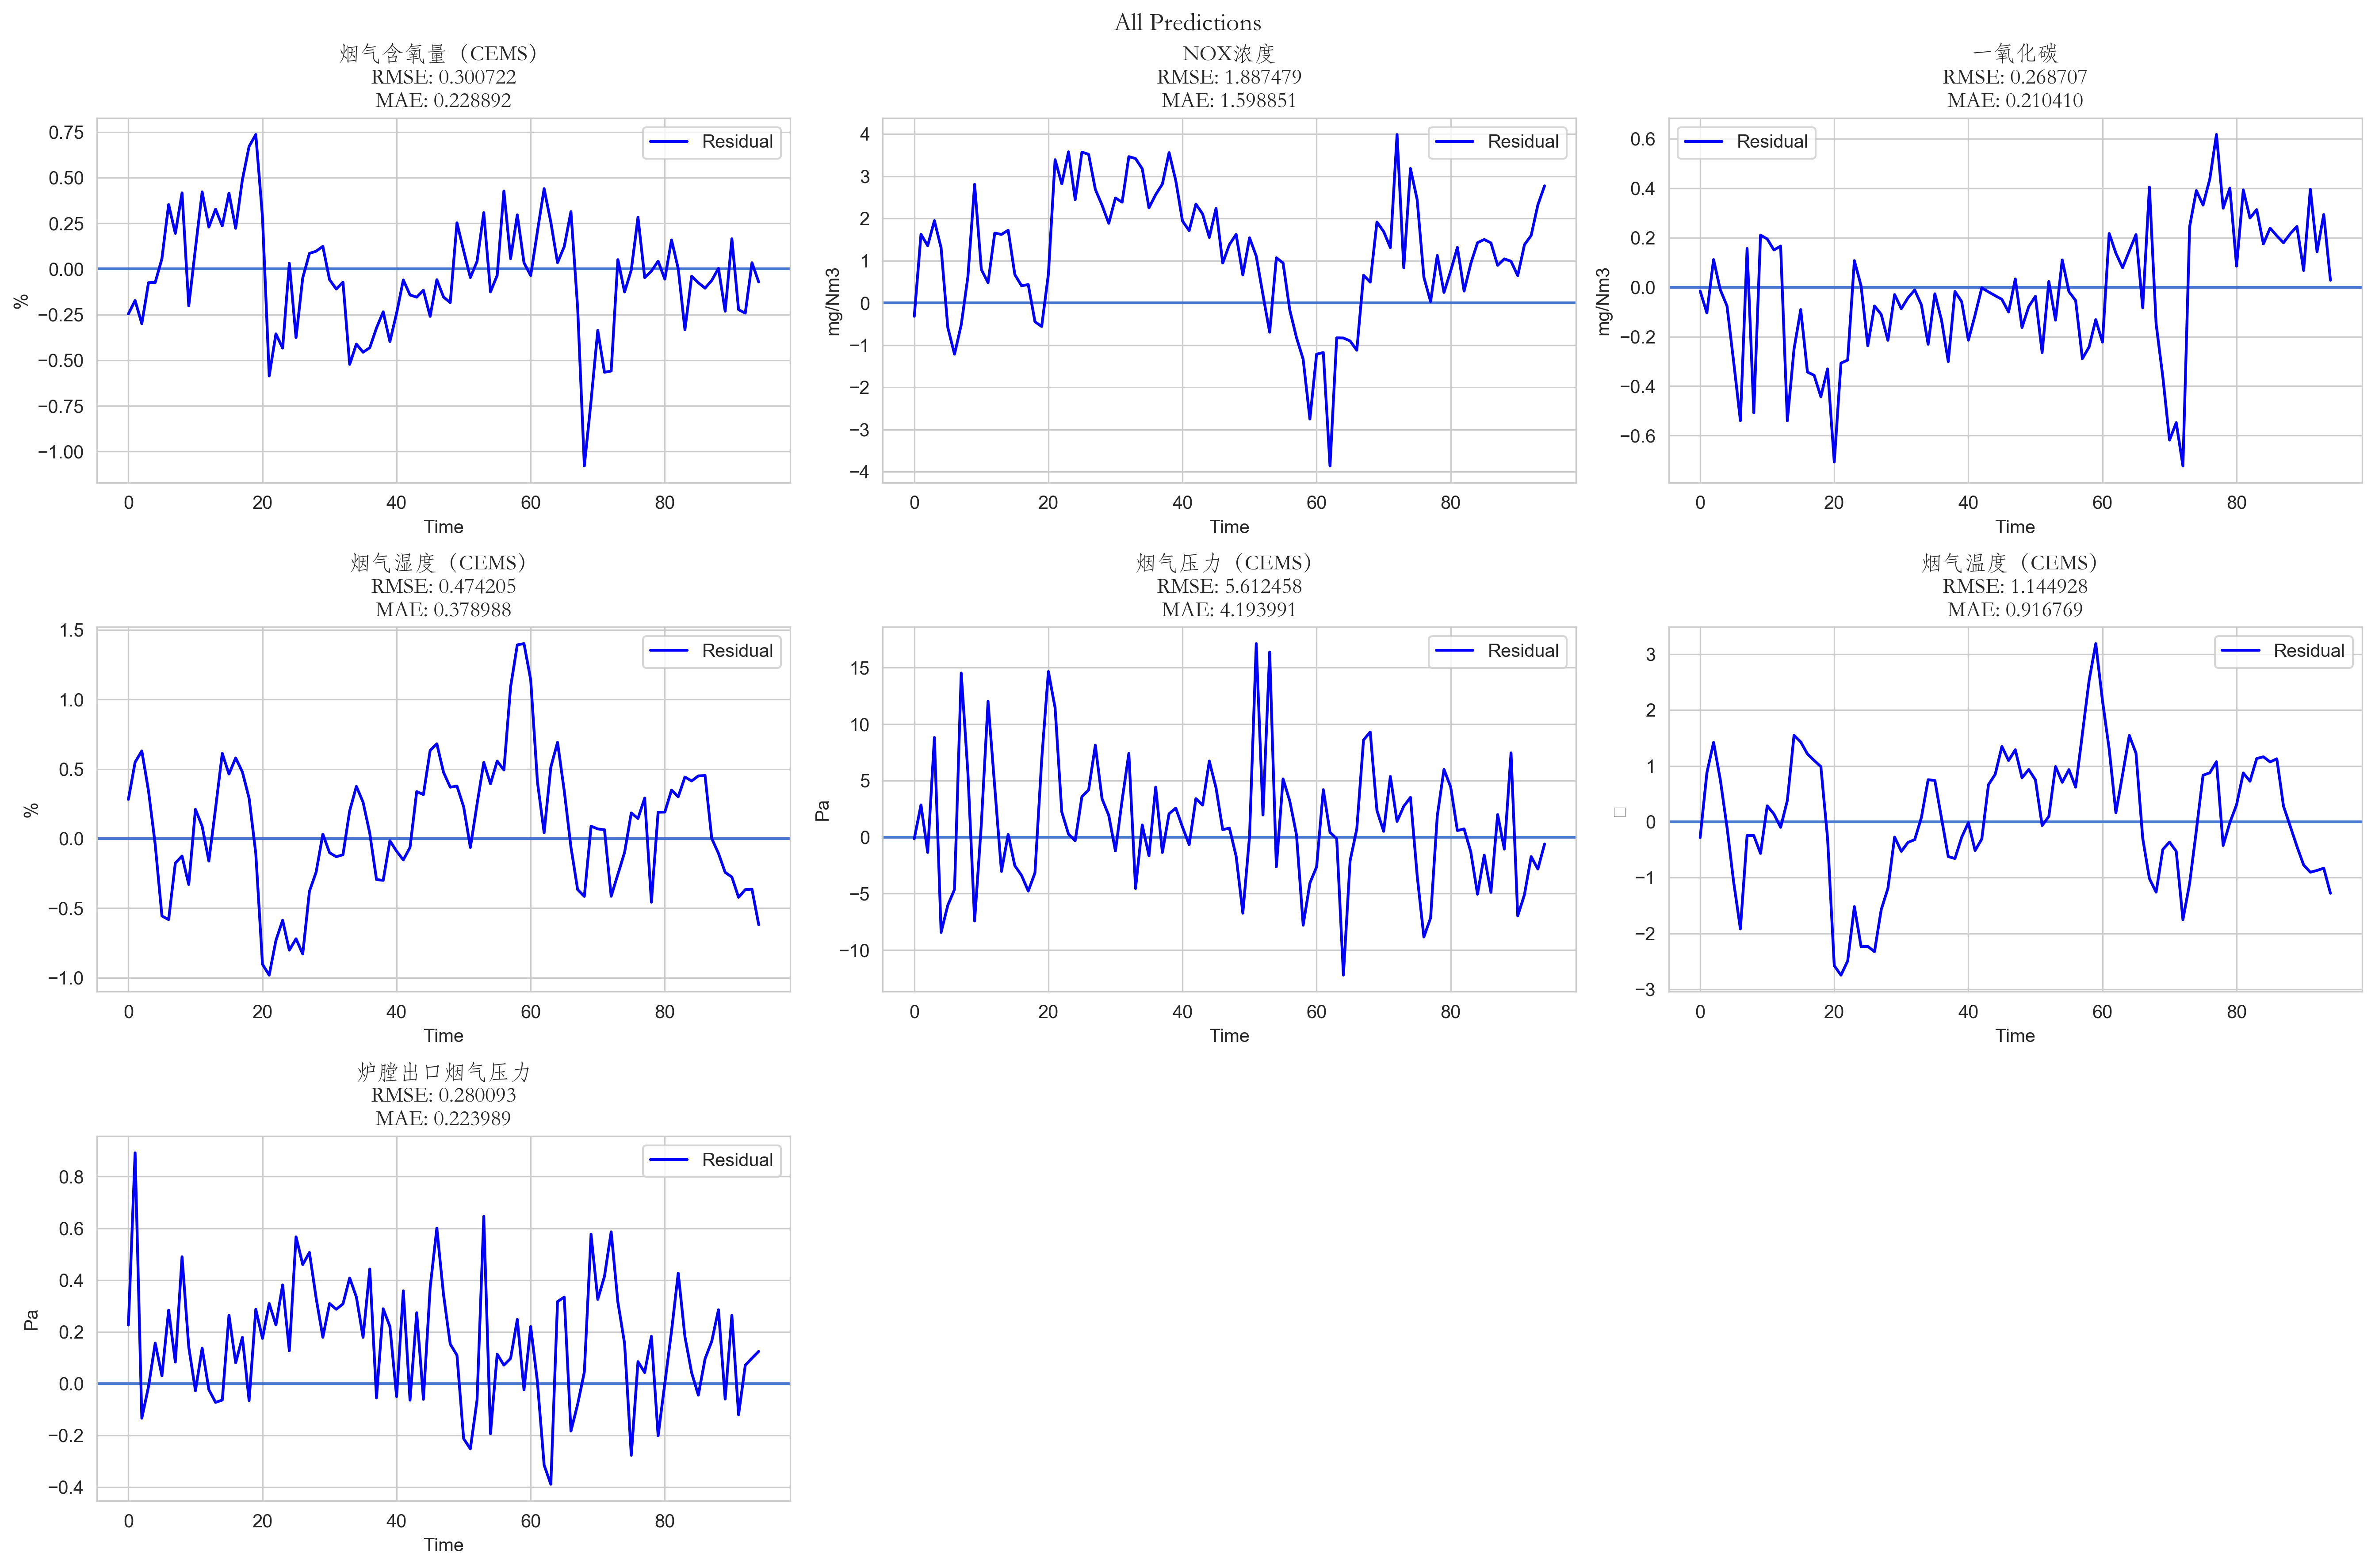 All Predictions
烟气含氧量（CEMS）
RMSE: 0.300722
MAE: 0.228892
Residual
0.75
0.50
0.25
0.00
−0.25
−0.50
−0.75
−1.00
%
0 20 40 60 80
Time
NOX浓度
RMSE: 1.887479
MAE: 1.598851
Residual
4
3
2
1
0
−1
−2
−3
−4
mg/Nm3
0 20 40 60 80
Time
一氧化碳
RMSE: 0.268707
MAE: 0.210410
Residual
0.6
0.4
0.2
0.0
−0.2
−0.4
−0.6
mg/Nm3
0 20 40 60 80
Time
烟气湿度（CEMS）
RMSE: 0.474205
MAE: 0.378988
Residual
1.5
1.0
0.5
0.0
−0.5
−1.0
%
0 20 40 60 80
Time
烟气压力（CEMS）
RMSE: 5.612458
MAE: 4.193991
Residual
15
10
5
0
−5
−10
Pa
0 20 40 60 80
Time
烟气温度（CEMS）
RMSE: 1.144928
MAE: 0.916769
Residual
3
2
1
0
−1
−2
−3
0 20 40 60 80
Time
炉膛出口烟气压力
RMSE: 0.280093
MAE: 0.223989
Residual
0.8
0.6
0.4
0.2
0.0
−0.2
−0.4
Pa
0 20 40 60 80
Time